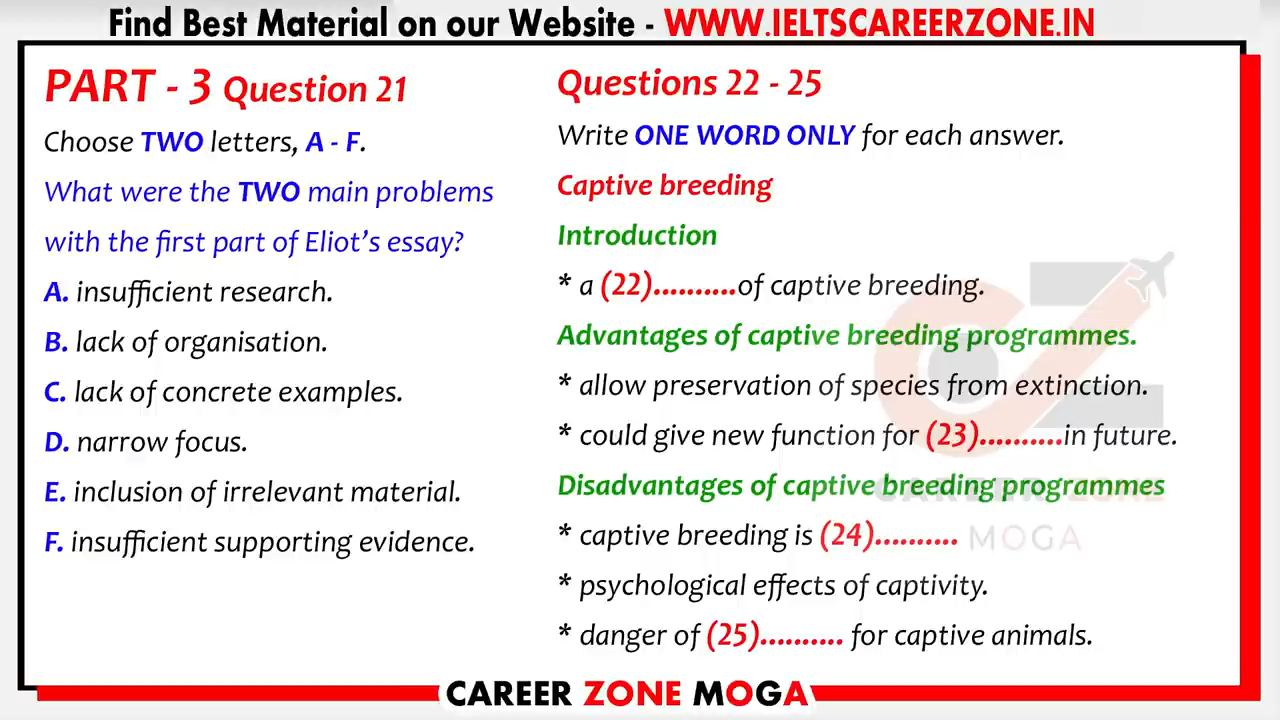 Find Best Material on our Website - WWW.IELTSCAREERZONE.IN
PART - 3 Question 21
Choose TWO letters, A - F.
What were the TWO main problems
with the first part of Eliot's essay?
A. insufficient research.
B. lack of organisation.
C. lack of concrete examples.
D. narrow focus.
E. inclusion of irrelevant material.
F. insufficient supporting evidence.
Questions 22 - 25
Write ONE WORD ONLY for each answer.
Captive breeding
Introduction
* a (22)..........of captive breeding.
Advantages of captive breeding programmes.
* allow preservation of species from extinction.
* could give new function for (23)..........in future.
Disadvantages of captive breeding programmes
* captive breeding is (24)..........
* psychological effects of captivity.
* danger of (25).......... for captive animals.
CAREER ZONE
MOGA
CAREER ZONE MOGA